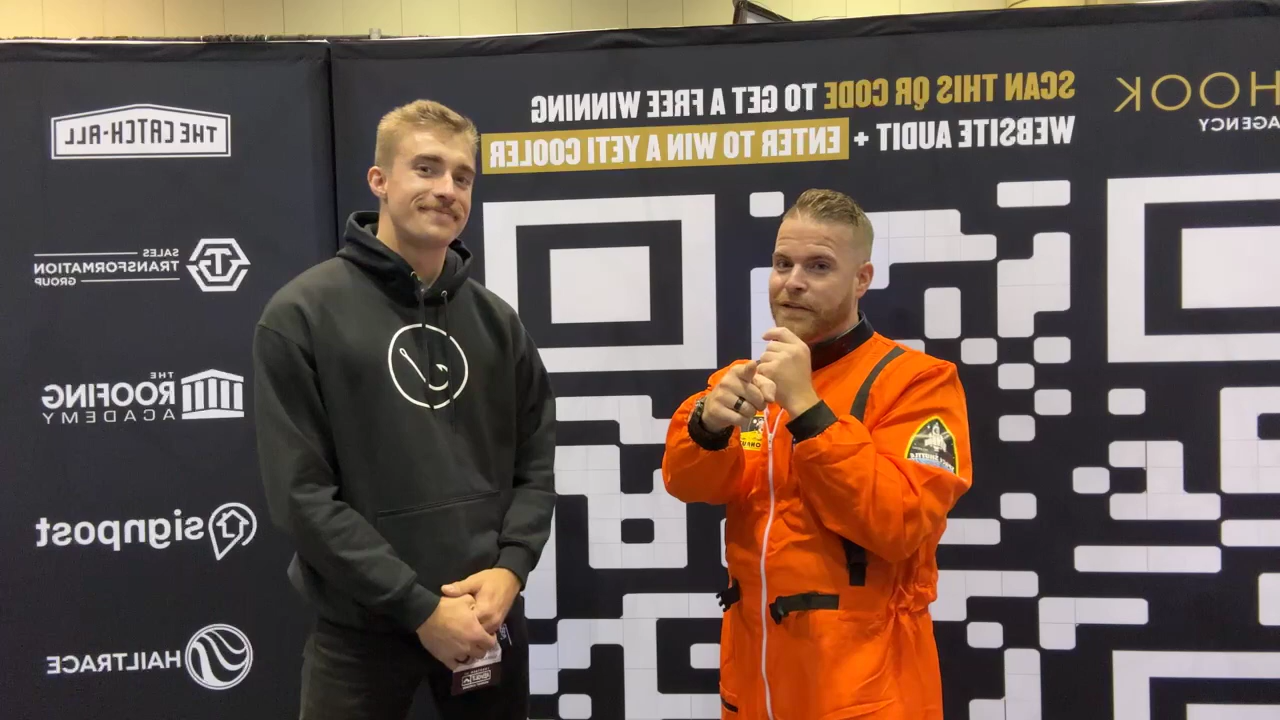 THE CATCH-ALL
SALES
TRANSFORMATION
GROUP
THE
ROOFING
ACADEMY
signpost
HAILTRACE
SCAN THIS QR CODE TO GET A FREE WINNING
WEBSITE AUDIT + ENTER TO WIN A YETI COOLER
HOOK
AGENCY